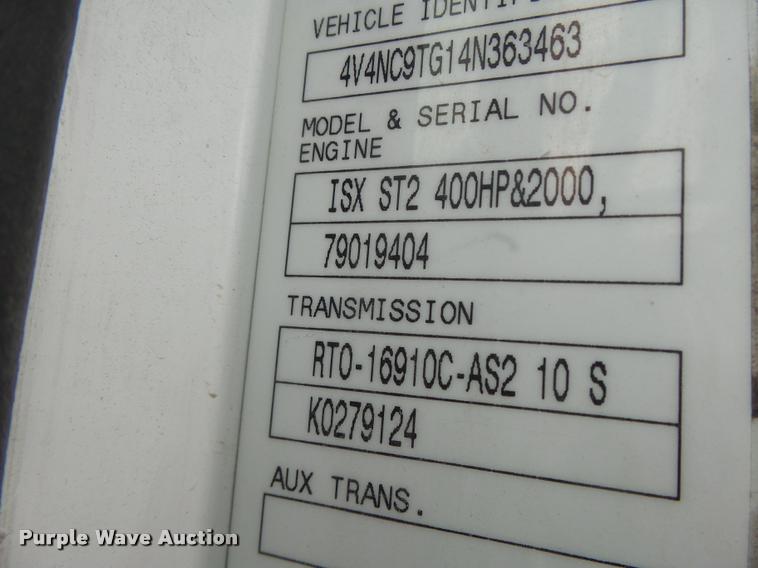 VEHICLE
4V4NC9TG14N363463
MODEL & SERIAL NO.
ENGINE
ISX ST2 400HP&2000,
79019404
TRANSMISSION
RTO-16910C-AS2 10 S
K0279124
AUX TRANS.
Purple Wave Auction